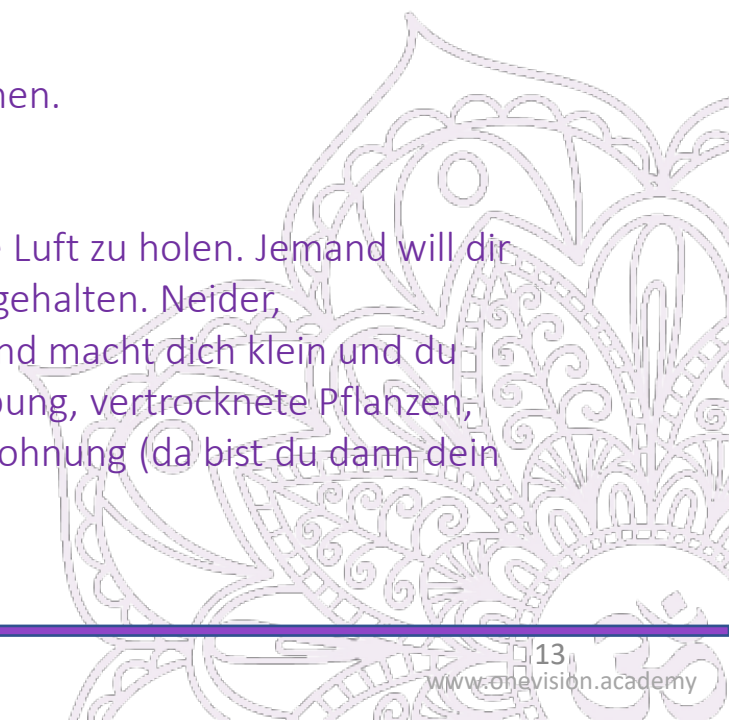 nen.
Luft zu holen. Jemand will dir
gehalten. Neider,
nd macht dich klein und du
bung, vertrocknete Pflanzen,
ohnung (da bist du dann dein
13
www.onevision.academy